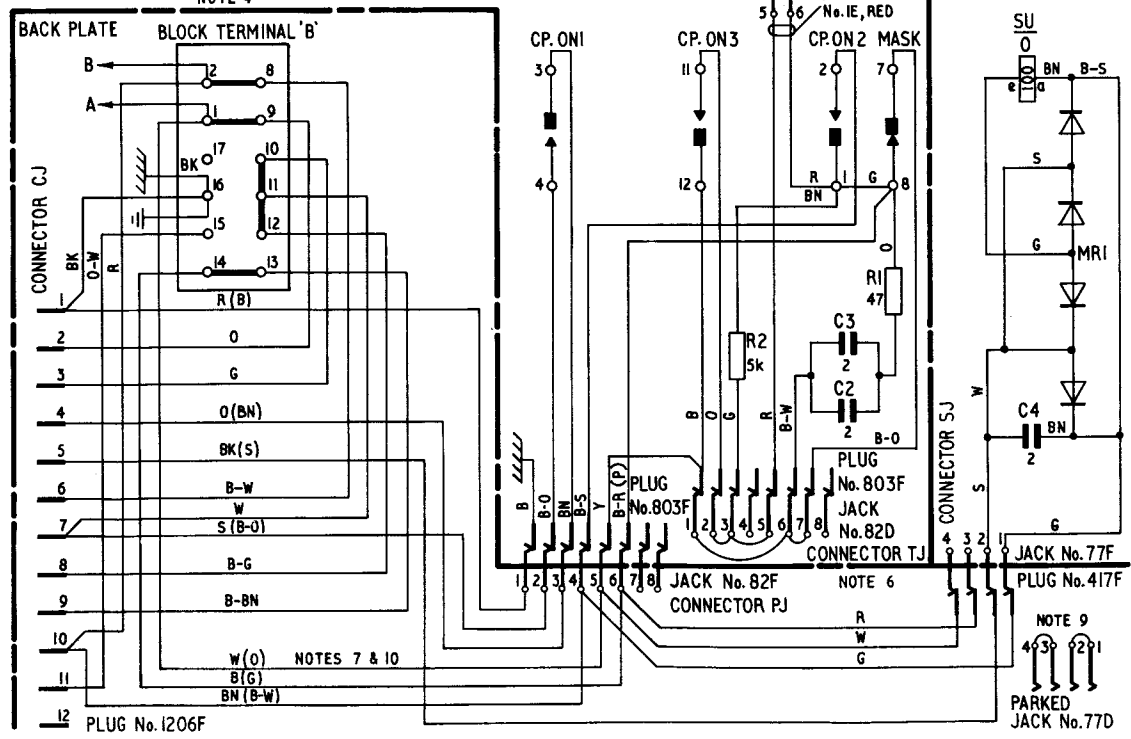 BACK PLATE
BLOCK TERMINAL 'B'
B
A
2
8
1
9
17
10
BK
16
11
15
12
14
13
CONNECTOR CJ
BK
O-W
R
1
R(B)
2
O
3
G
4
O(BN)
5
BK(S)
6
B-W
W
7
S(B-O)
8
B-G
9
B-BN
10
W(O)
NOTES 7 & 10
11
B(G)
BN(B-W)
12
PLUG No.1206F
CP.ON1
3
4
CP.ON3
11
12
5
6
No.1E, RED
CP.ON2
MASK
2
7
R
1
G
8
BN
O
R1
47
R2
5k
C3
2
C2
2
B
O
G
R
B-W
B-O
B
B-O
BN
B-S
Y
B-R(P)
PLUG
No.803F
PLUG
No.803F
JACK
No.82D
1
2
3
4
5
6
7
8
CONNECTOR TJ
1
2
3
4
5
6
7
8
JACK No.82F
CONNECTOR PJ
NOTE 6
R
W
G
SU
O
e
a
BN
B-S
S
G
MR1
W
C4
2
BN
S
G
CONNECTOR SJ
4
3
2
1
JACK No.77F
PLUG No.417F
NOTE 9
4
3
2
1
PARKED
JACK No.77D